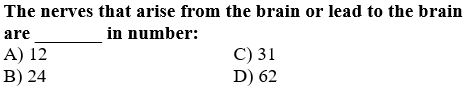 The nerves that arise from the brain or lead to the brain
are ________ in number:
A) 12 C) 31
B) 24 D) 62